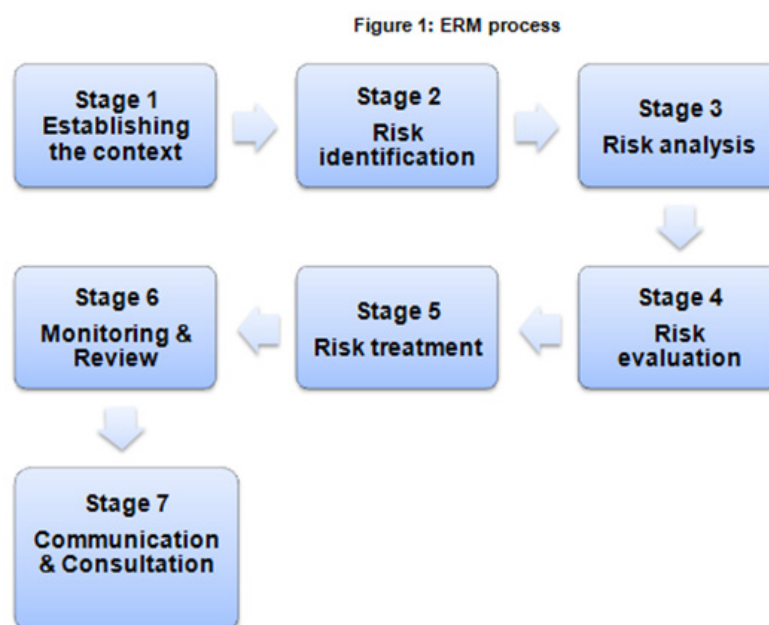 Figure 1: ERM process
Stage 1
Establishing
the context
Stage 2
Risk
identification
Stage 3
Risk analysis
Stage 4
Risk
evaluation
Stage 5
Risk treatment
Stage 6
Monitoring &
Review
Stage 7
Communication
& Consultation